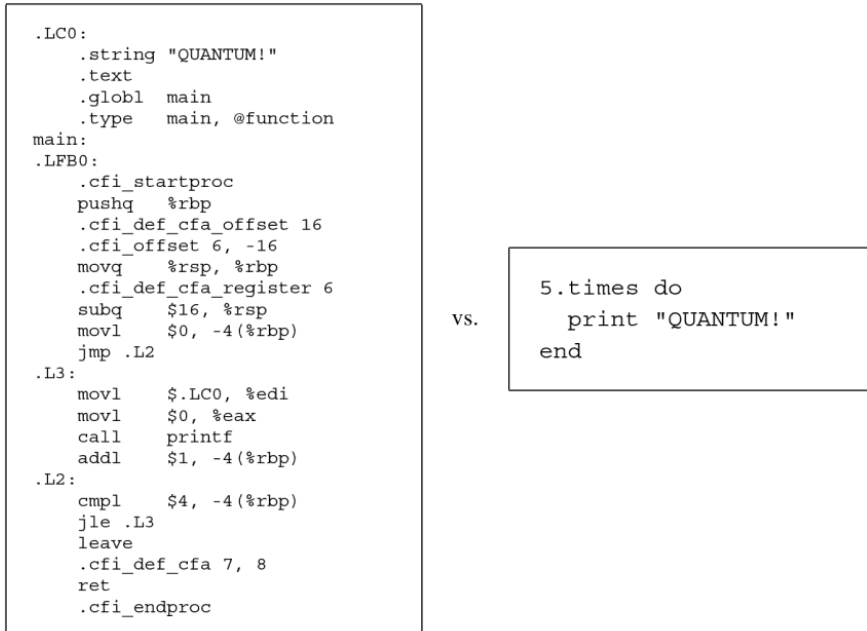 .LC0:
.string "QUANTUM!"
.text
.globl main
.type main, @function
main:
.LFB0:
.cfi_startproc
pushq %rbp
.cfi_def_cfa_offset 16
.cfi_offset 6, -16
movq %rsp, %rbp
.cfi_def_cfa_register 6
subq $16, %rsp
movl $0, -4(%rbp)
jmp .L2
.L3:
movl $.LC0, %edi
movl $0, %eax
call printf
addl $1, -4(%rbp)
.L2:
cmpl $4, -4(%rbp)
jle .L3
leave
.cfi_def_cfa 7, 8
ret
.cfi_endproc
vs.
5.times do
print "QUANTUM!"
end